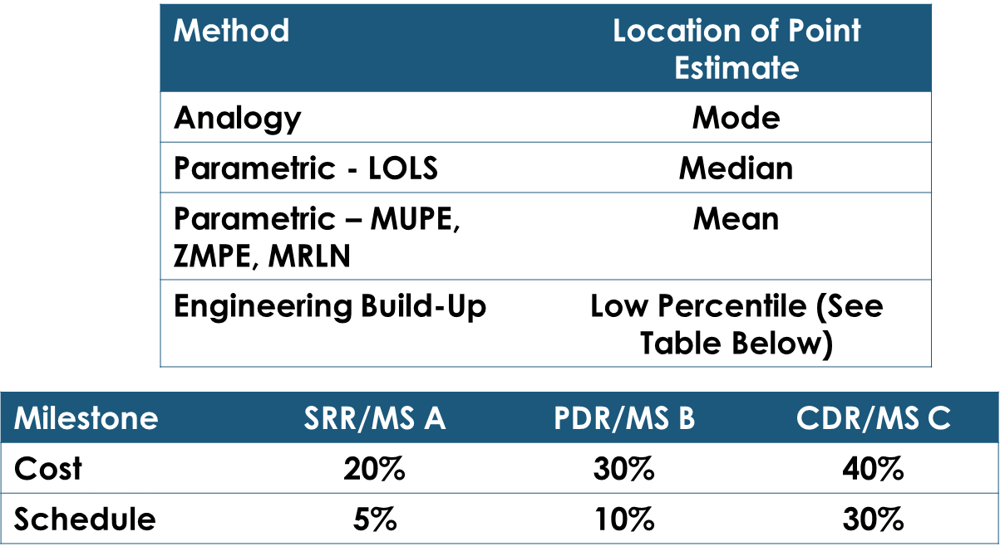 Method Location of Point
Estimate
Analogy Mode
Parametric - LOLS Median
Parametric – MUPE, Mean
ZMPE, MRLN
Engineering Build-Up Low Percentile (See
Table Below)
Milestone SRR/MS A PDR/MS B CDR/MS C
Cost 20% 30% 40%
Schedule 5% 10% 30%